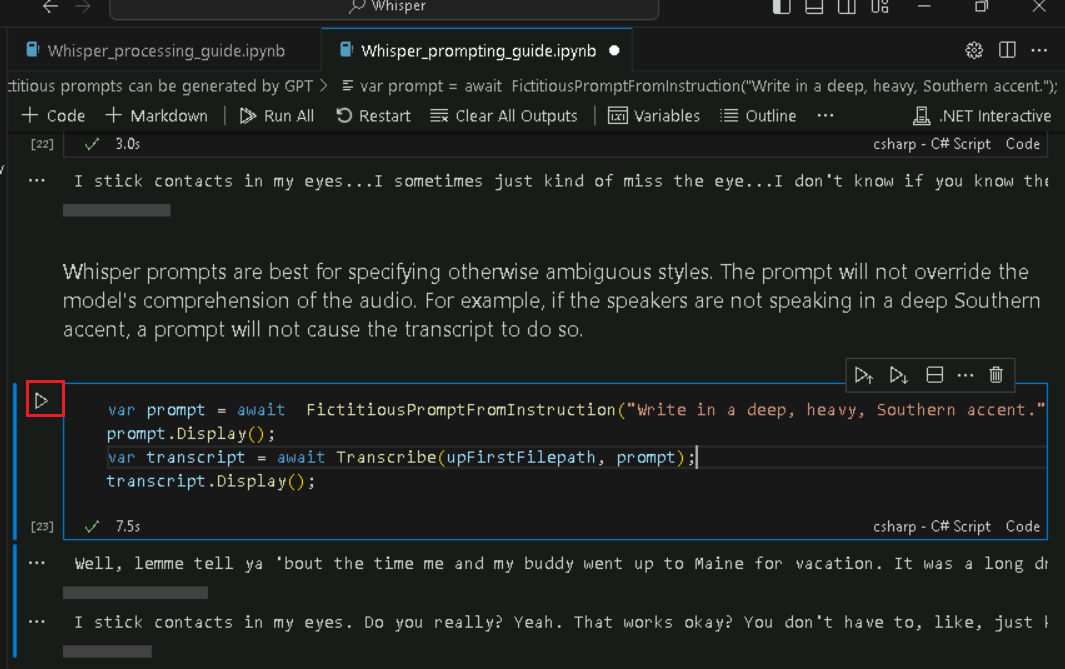 Whisper
Whisper_processing_guide.ipynb
Whisper_prompting_guide.ipynb
prompts can be generated by GPT > var prompt = await FictitiousPromptFromInstruction("Write in a deep, heavy, Southern accent.");
+ Code + Markdown Run All Restart Clear All Outputs Variables Outline ... .NET Interactive
[22] 3.0s csharp - C# Script Code
... I stick contacts in my eyes...I sometimes just kind of miss the eye...I don't know if you know
Whisper prompts are best for specifying otherwise ambiguous styles. The prompt will not override the
model's comprehension of the audio. For example, if the speakers are not speaking in a deep Southern
accent, a prompt will not cause the transcript to do so.
var prompt = await FictitiousPromptFromInstruction("Write in a deep, heavy, Southern accent."
prompt.Display();
var transcript = await Transcribe(upFirstFilepath, prompt);
transcript.Display();
[23] 7.5s csharp - C# Script Code
... Well, lemme tell ya 'bout the time me and my buddy went up to Maine for vacation. It was a long
... I stick contacts in my eyes. Do you really? Yeah. That works okay? You don't have to, like, just